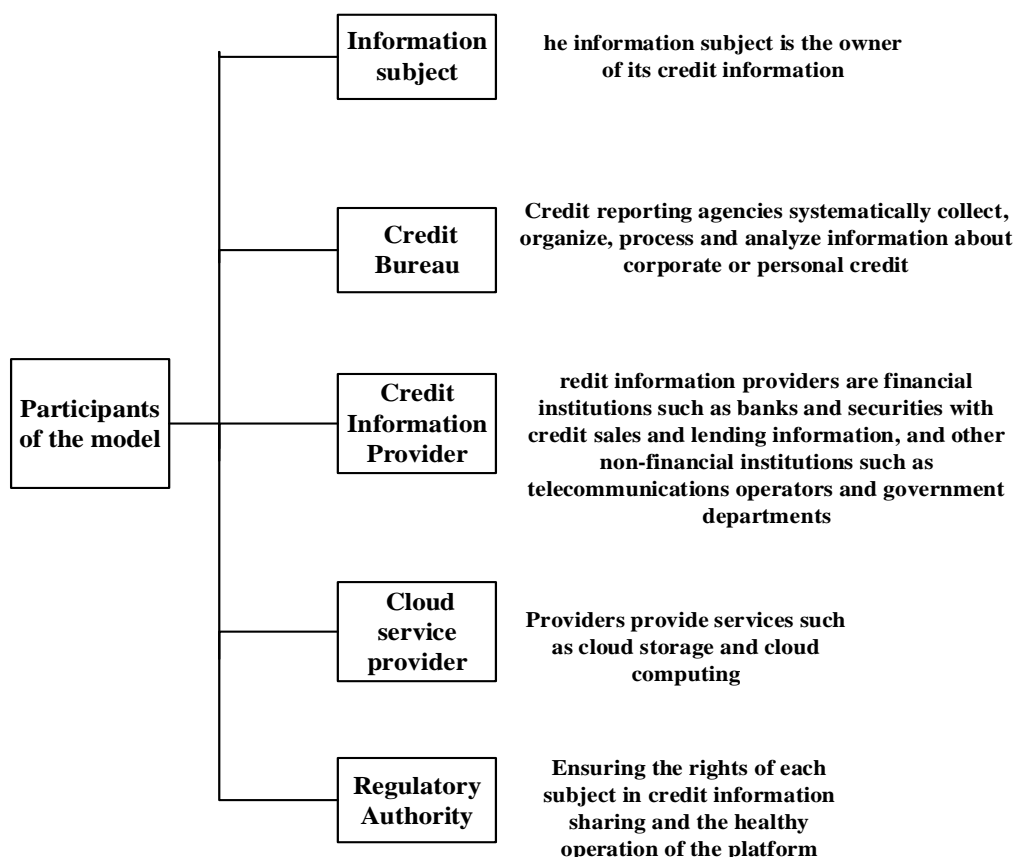 Information
subject
he information subject is the owner
of its credit information
Credit
Bureau
Credit reporting agencies systematically collect,
organize, process and analyze information about
corporate or personal credit
Participants
of the model
Credit
Information
Provider
redit information providers are financial
institutions such as banks and securities with
credit sales and lending information, and other
non-financial institutions such as
telecommunications operators and government
departments
Cloud
service
provider
Providers provide services such
as cloud storage and cloud
computing
Regulatory
Authority
Ensuring the rights of each
subject in credit information
sharing and the healthy
operation of the platform